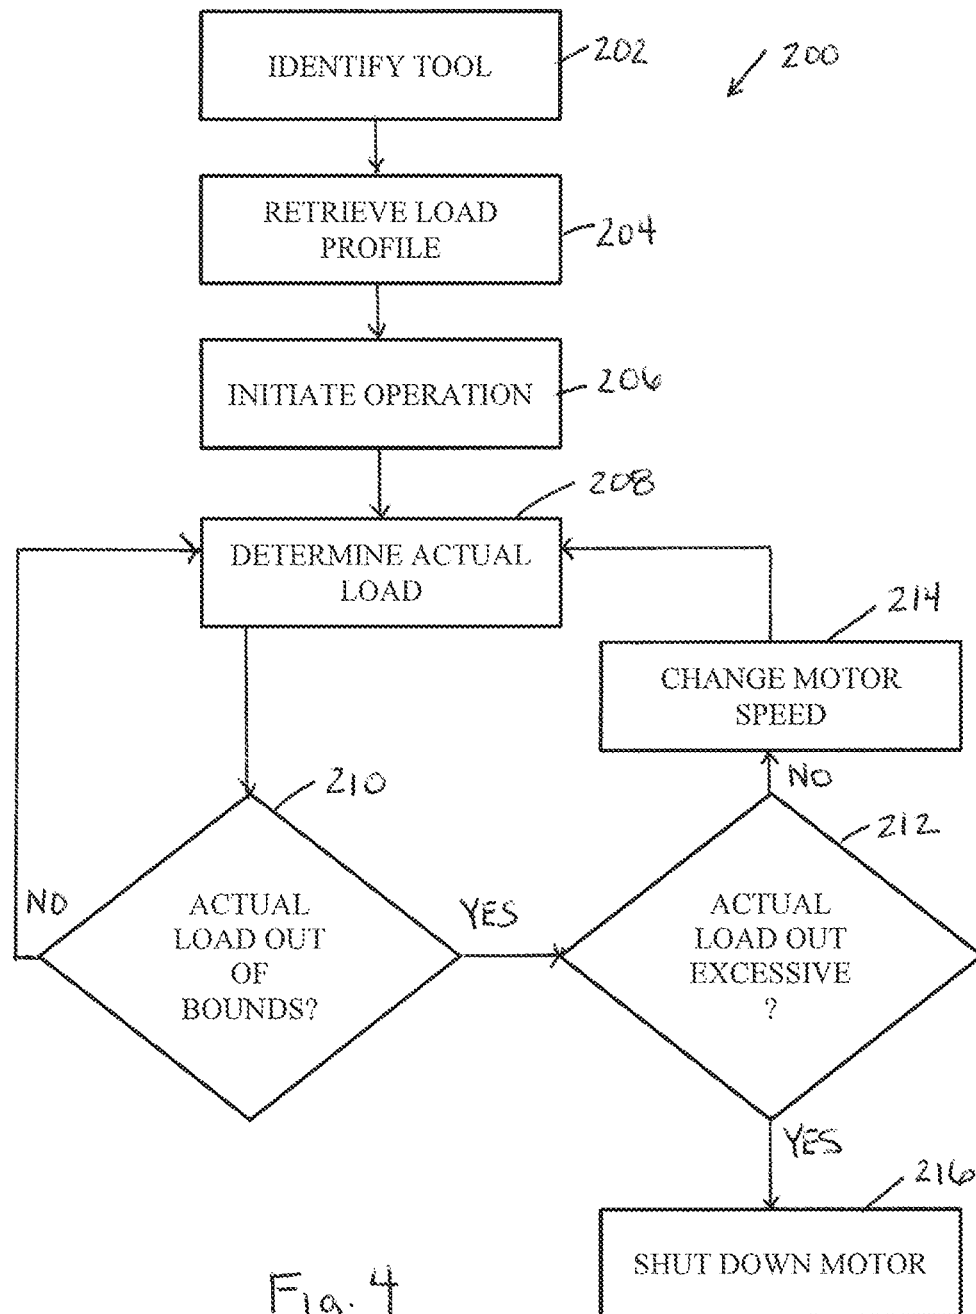 IDENTIFY TOOL
202
200
RETRIEVE LOAD
PROFILE
204
INITIATE OPERATION
206
208
DETERMINE ACTUAL
LOAD
214
CHANGE MOTOR
SPEED
210
NO
212
NO
ACTUAL
LOAD OUT
OF
BOUNDS?
YES
ACTUAL
LOAD OUT
EXCESSIVE
?
YES
216
SHUT DOWN MOTOR
Fig. 4